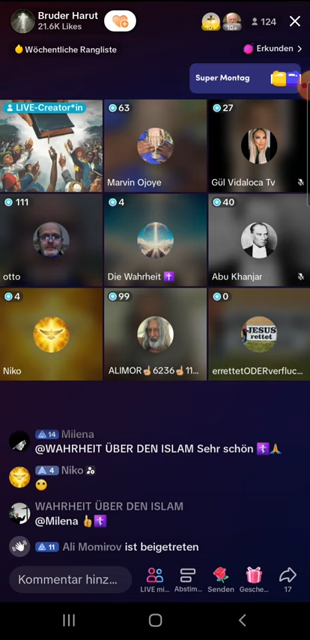 Bruder Harut
21.6K Likes
124
Wöchentliche Rangliste
Erkunden >
Super Montag
LIVE-Creator*in
63
Marvin Ojoye
27
Gül Vidaloca Tv
111
otto
4
Die Wahrheit ✝️
40
Abu Khanjar
4
Niko
99
ALIMOR☝🏼6236☝🏼11...
0
JESUS
rettet
errettetODERverfluc...
14 Milena
@WAHRHEIT ÜBER DEN ISLAM Sehr schön ✝️🙏
4 Niko
WAHRHEIT ÜBER DEN ISLAM
@Milena 👍✝️
11 Ali Momirov ist beigetreten
Kommentar hinz...
LIVE mi...
Abstim...
Senden
Gesche...
17